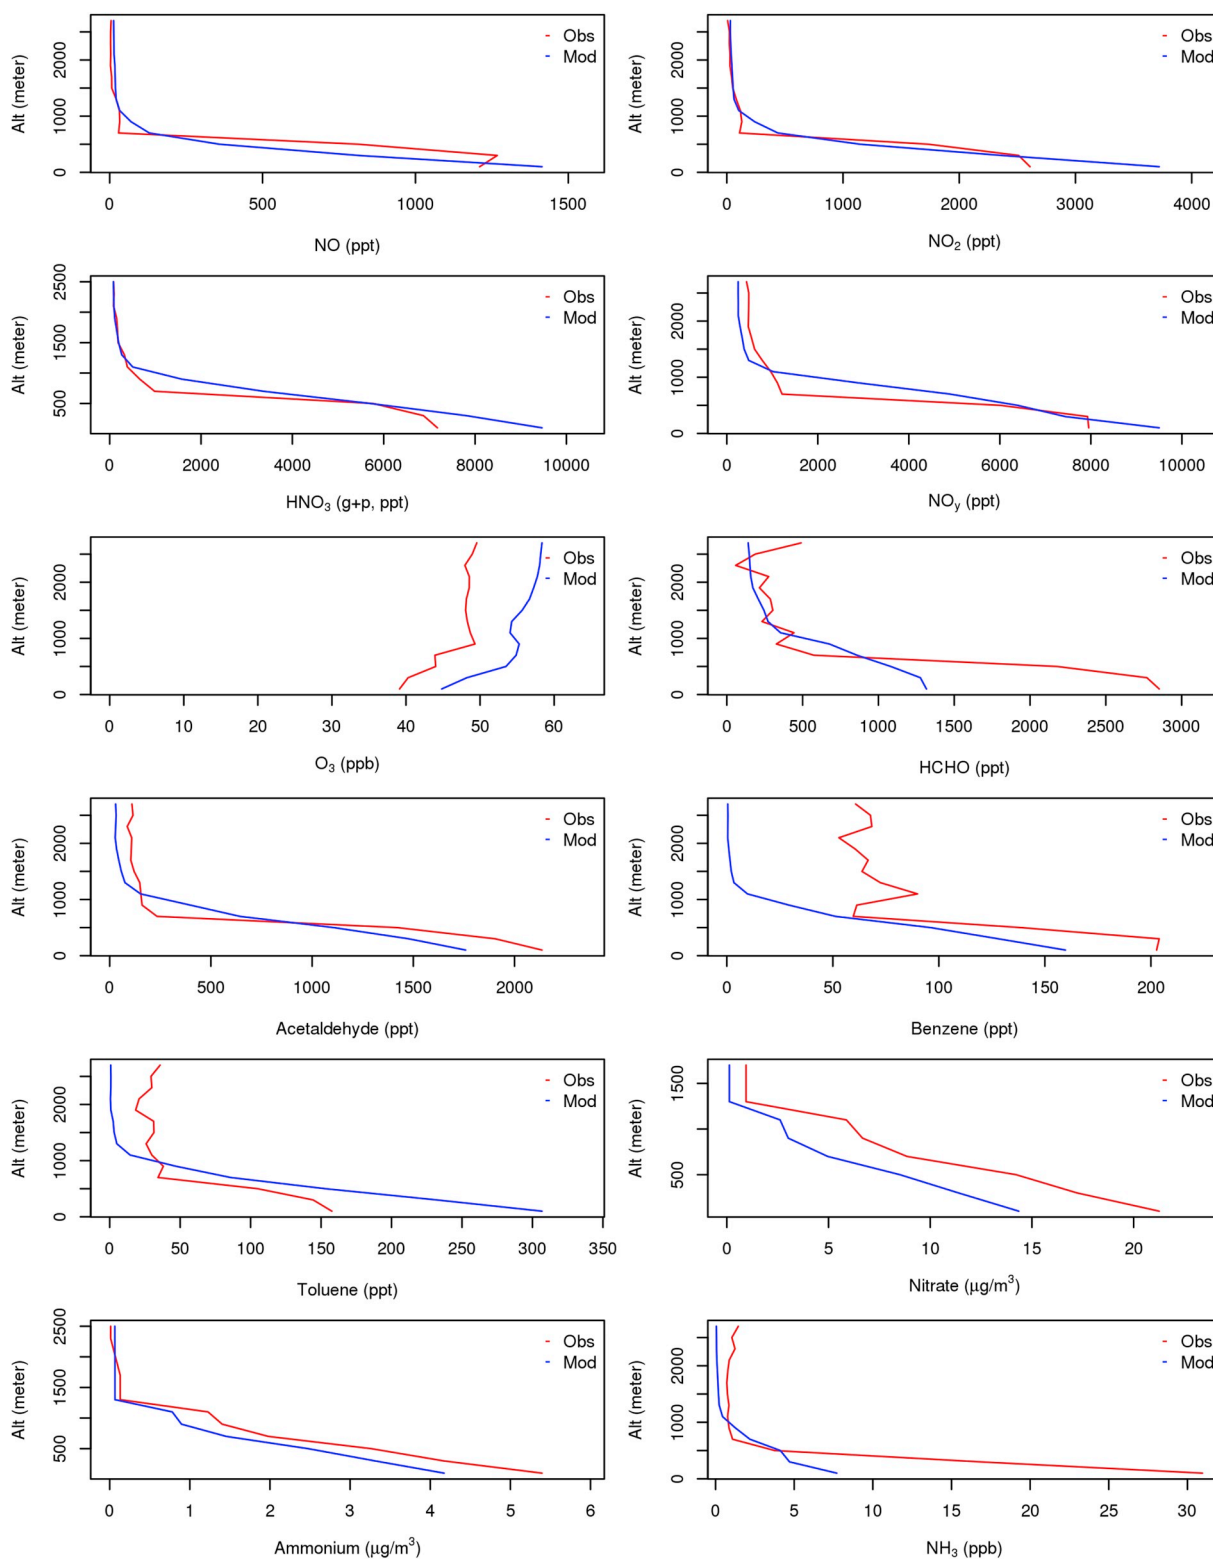 Alt (meter)
0 1000 2000
Obs
Mod
0 500 1000 1500
NO (ppt)
Alt (meter)
0 1000 2000
Obs
Mod
0 1000 2000 3000 4000
NO₂ (ppt)
Alt (meter)
500 1500 2500
Obs
Mod
0 2000 4000 6000 8000 10000
HNO₃ (g+p, ppt)
Alt (meter)
0 1000 2000
Obs
Mod
0 2000 4000 6000 8000 10000
NOy (ppt)
Alt (meter)
0 1000 2000
Obs
Mod
0 10 20 30 40 50 60
O₃ (ppb)
Alt (meter)
0 1000 2000
Obs
Mod
0 500 1000 1500 2000 2500 3000
HCHO (ppt)
Alt (meter)
0 1000 2000
Obs
Mod
0 500 1000 1500 2000
Acetaldehyde (ppt)
Alt (meter)
0 1000 2000
Obs
Mod
0 50 100 150 200
Benzene (ppt)
Alt (meter)
0 1000 2000
Obs
Mod
0 50 100 150 200 250 300 350
Toluene (ppt)
Alt (meter)
500 1500
Obs
Mod
0 5 10 15 20
Nitrate (μg/m³)
Alt (meter)
500 1500 2500
Obs
Mod
0 1 2 3 4 5 6
Ammonium (μg/m³)
Alt (meter)
0 1000 2000
Obs
Mod
0 5 10 15 20 25 30
NH₃ (ppb)